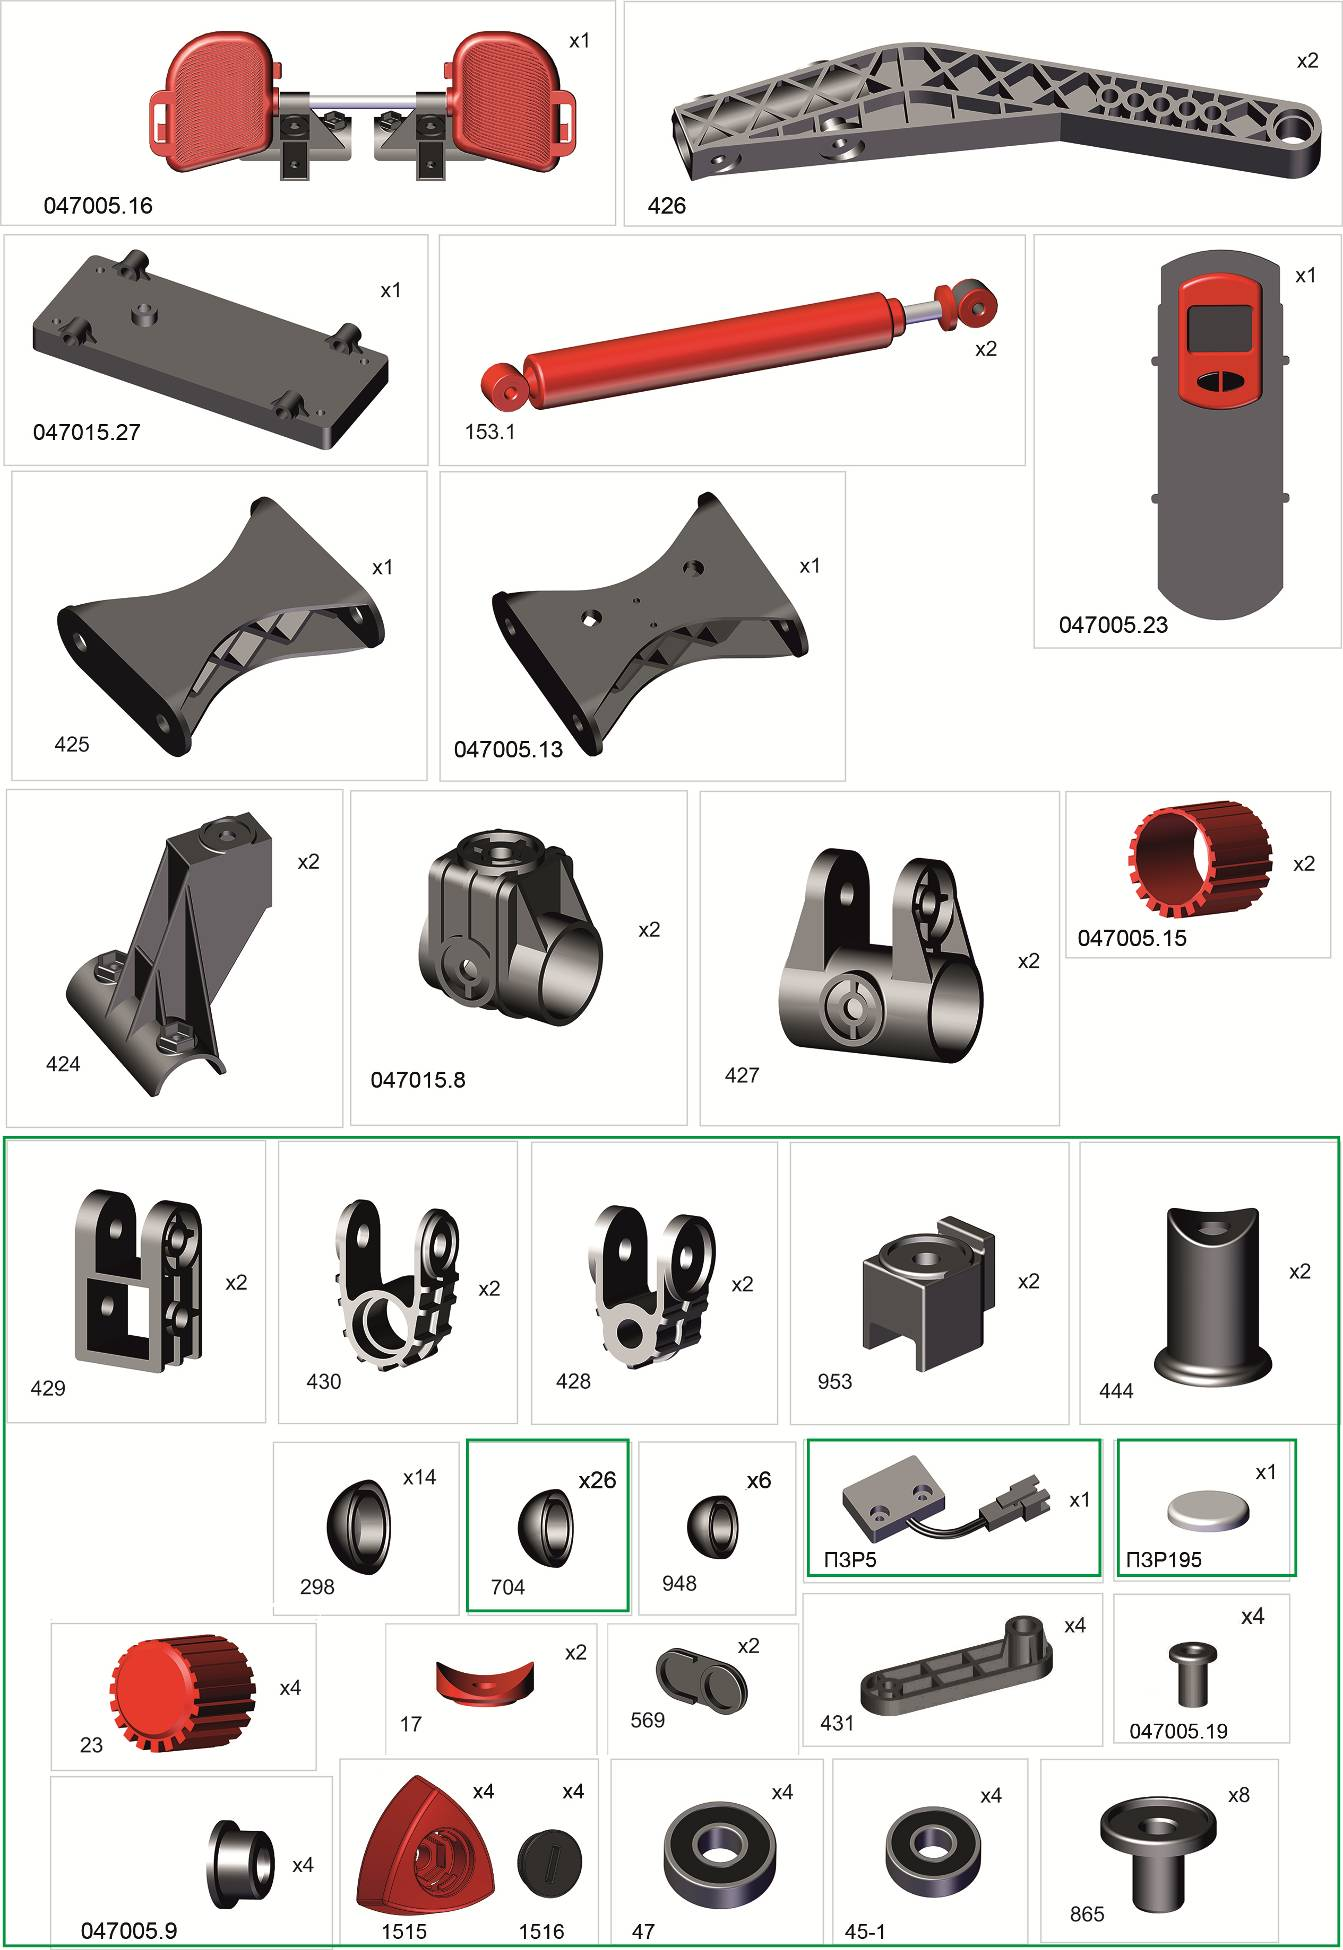 x1
047005.16
x2
426
x1
047015.27
x2
153.1
x1
047005.23
x1
425
x1
047005.13
x2
424
x2
047015.8
x2
427
x2
047005.15
x2
429
x2
430
x2
428
x2
953
x2
444
x14
298
x26
704
x6
948
x1
ПЗР5
x1
ПЗР195
x4
23
x2
17
x2
569
x4
431
x4
047005.19
x4
047005.9
x4
1515
x4
1516
x4
47
x4
45-1
x8
865